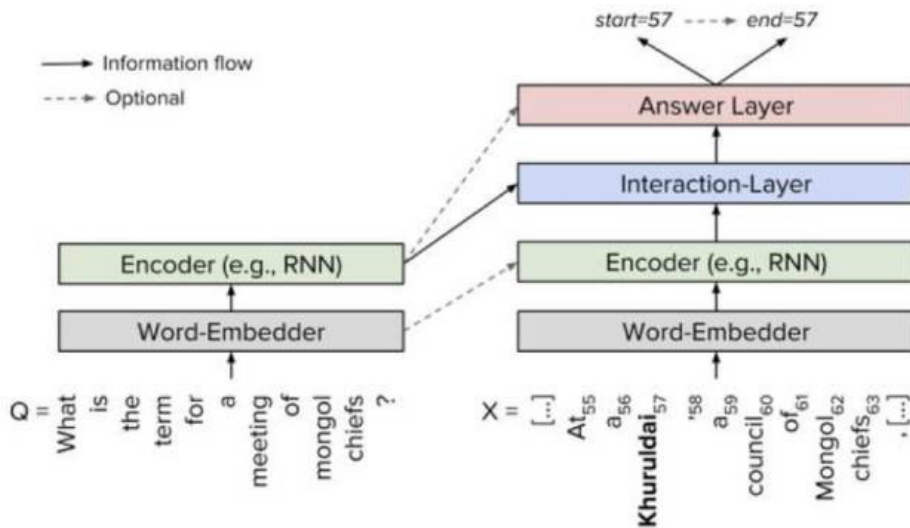 start=57 end=57
Information flow
Optional
Answer Layer
Interaction-Layer
Encoder (e.g., RNN)
Encoder (e.g., RNN)
Word-Embedder
Word-Embedder
Q = What is the term for a meeting of mongol chiefs ?
X = [...] At55 a56 Khuruldai57 '58 a59 council60 of61 Mongol62 chiefs63 , [...]